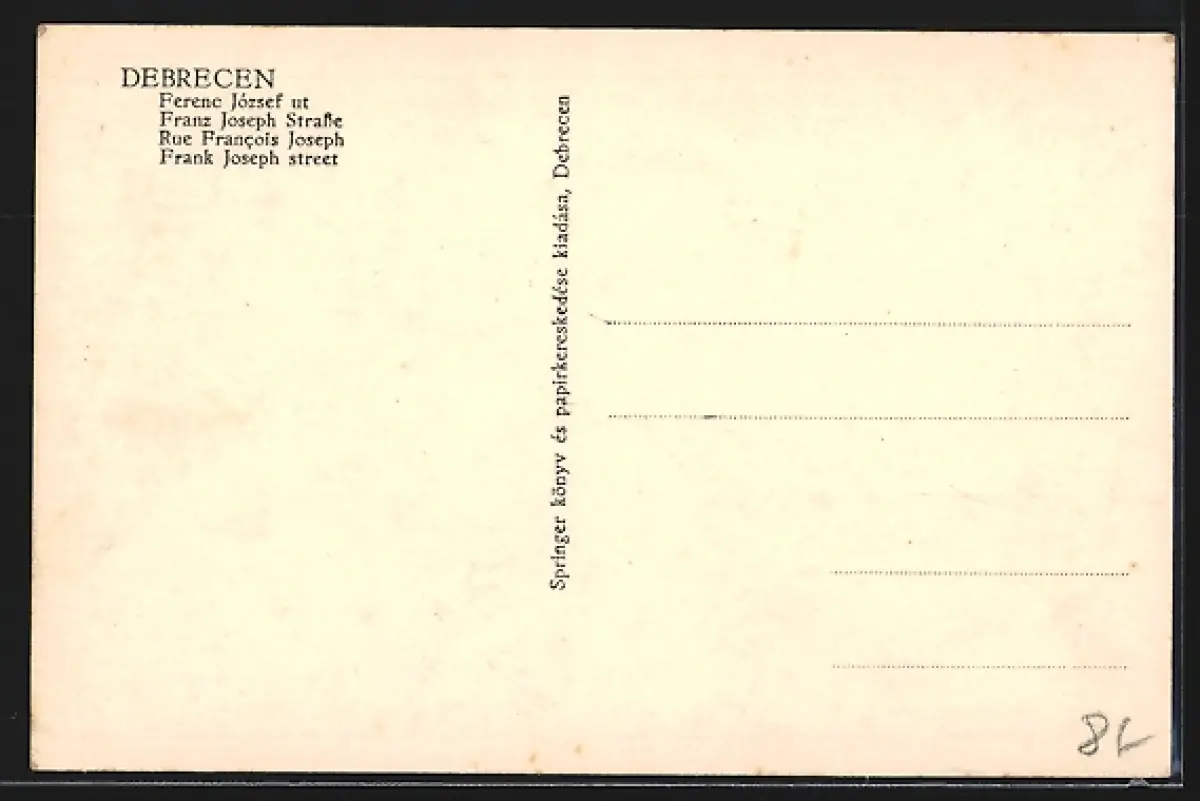 DEBRECEN
Ferenc József ut
Franz Joseph Straße
Rue François Joseph
Frank Joseph street
Springer könyv és papirkereskedése kiadása, Debrecen